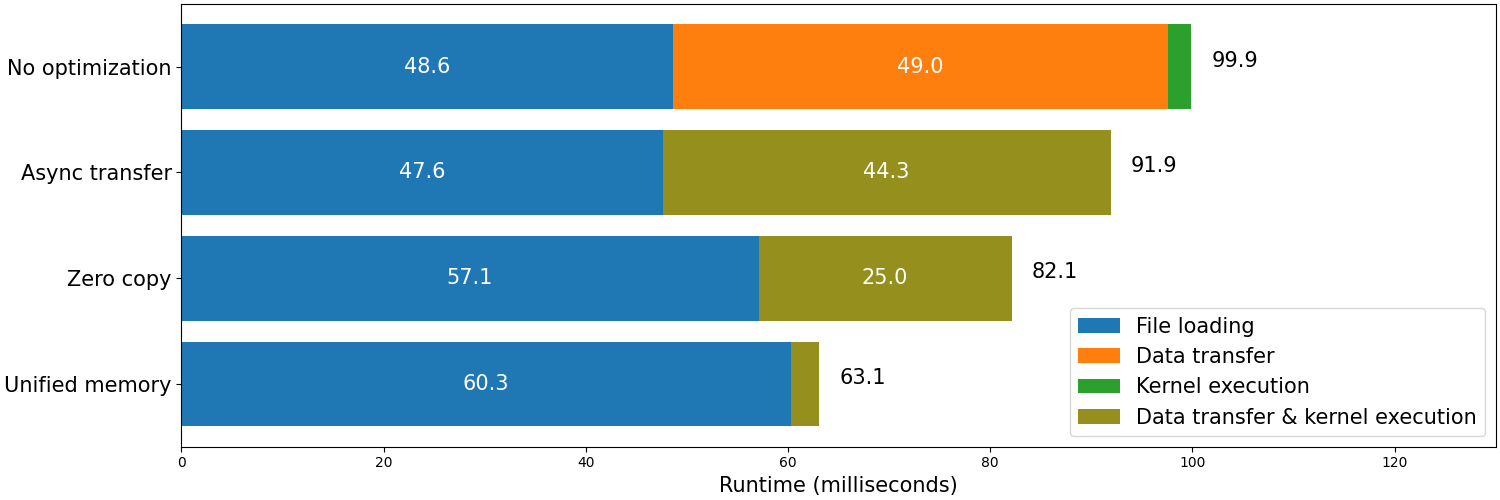 No optimization 48.6 49.0 99.9
Async transfer 47.6 44.3 91.9
Zero copy 57.1 25.0 82.1
Unified memory 60.3 63.1
File loading
Data transfer
Kernel execution
Data transfer & kernel execution
0 20 40 60 80 100 120
Runtime (milliseconds)